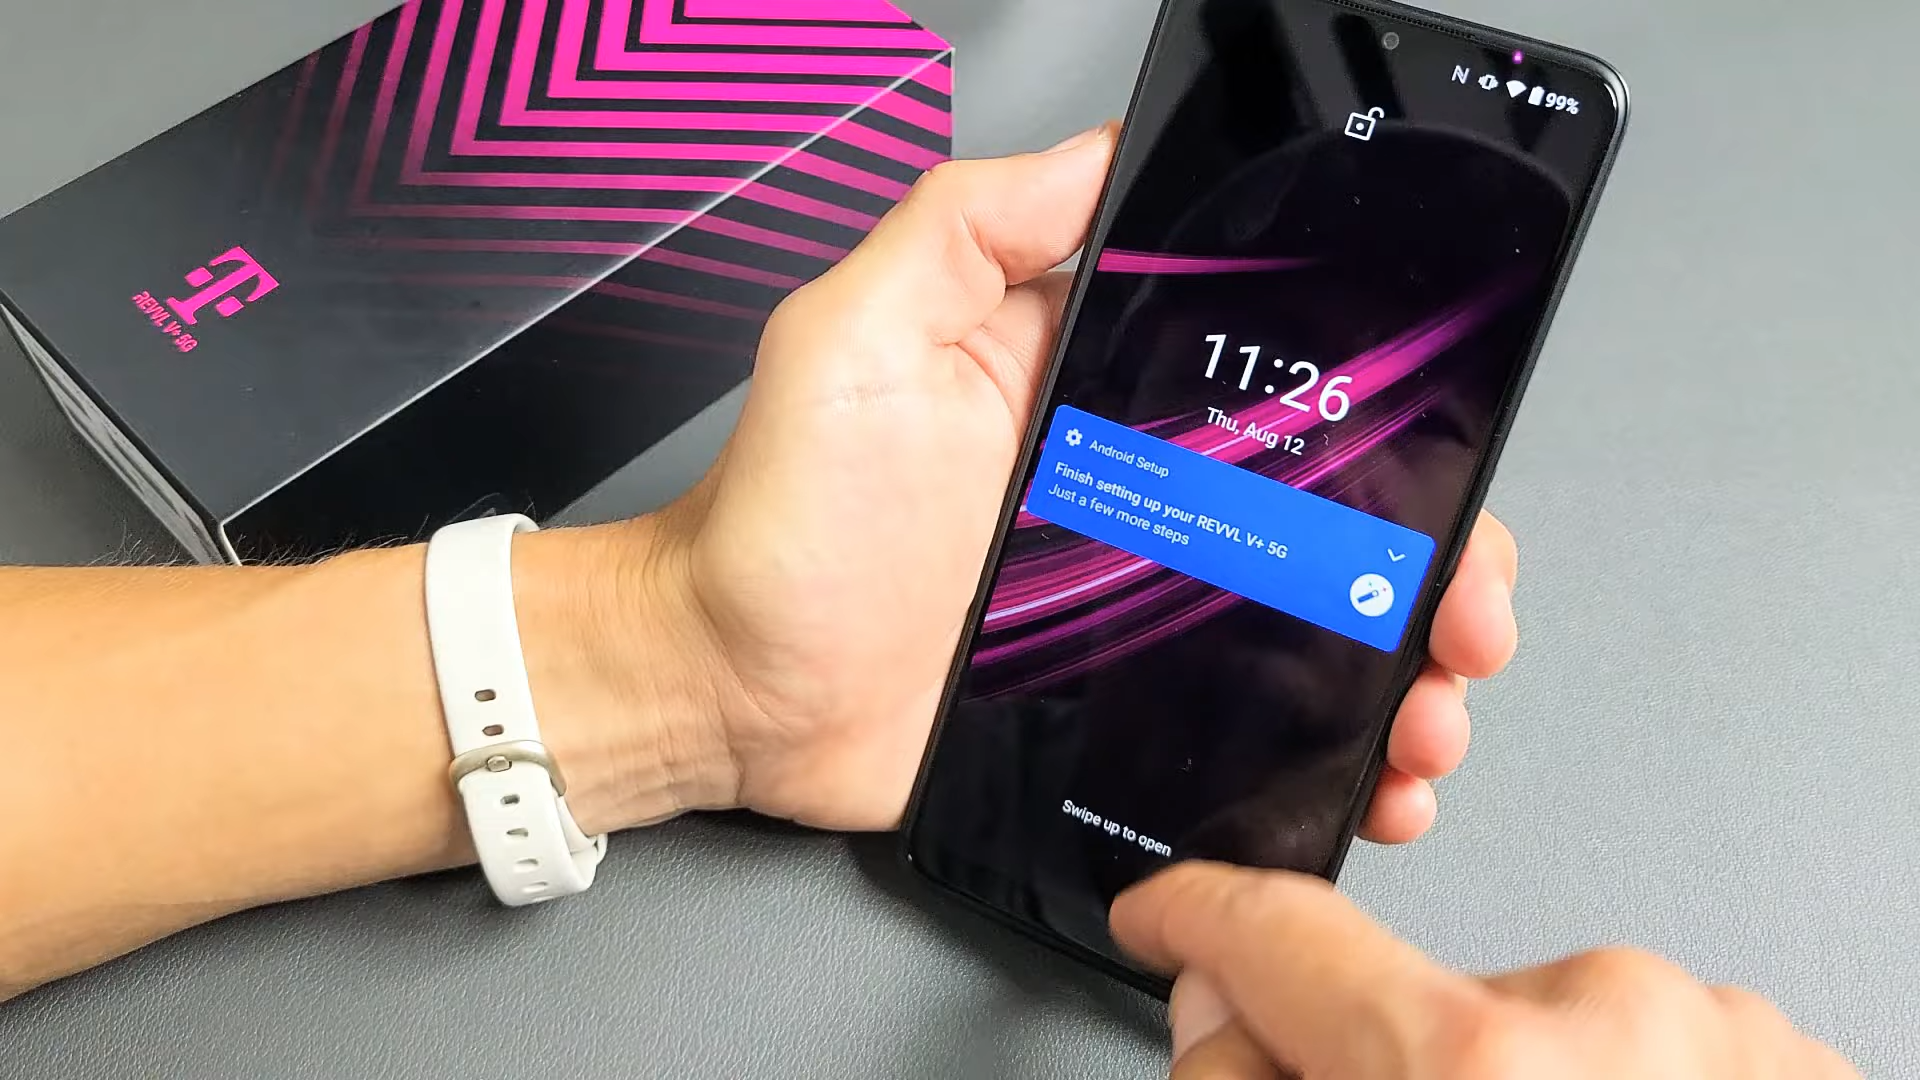 T
REVVL V+ 5G
N 99%
11:26
Thu, Aug 12
Android Setup
Finish setting up your REVVL V+ 5G
Just a few more steps
Swipe up to open